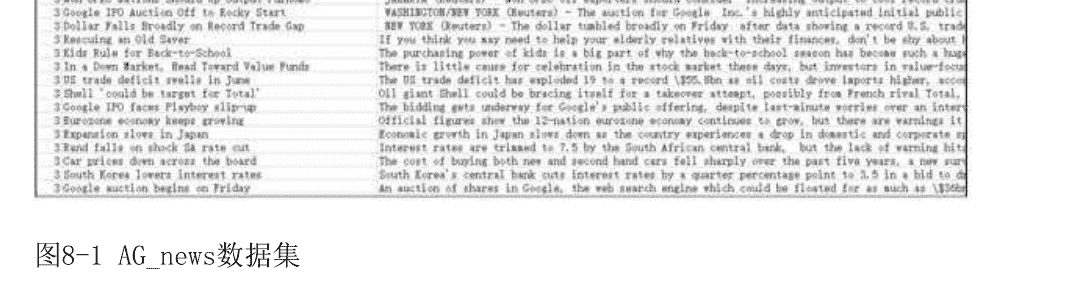 3 Google IPO Auction Off to Rocky Start WASHINGTON/NEW YORK (Reuters) - The auction for Google Inc.'s highly anticipated initial public
3 Dollar Falls Broadly on Record Trade Gap NEW YORK (Reuters) - The dollar tumbled broadly on Friday after data showing a record U.S. trade
3 Rescuing an Old Saver If you think you may need to help your elderly relatives with their finances, don't be shy about
3 Kids Rule for Back-to-School The purchasing power of kids is a big part of why the back-to-school season has become such a huge
3 In a Down Market, Head Toward Value Funds There is little cause for celebration in the stock market these days, but investors in value-focus
3 US trade deficit swells in June The US trade deficit has exploded 19 to a record \$55.8bn as oil costs drove imports higher, acco
3 Shell 'could be target for Total' Oil giant Shell could be bracing itself for a takeover attempt, possibly from French rival Total,
3 Google IPO faces Playboy slip-up The bidding gets underway for Google's public offering, despite last-minute worries over an interv
3 Eurozone economy keeps growing Official figures show the 12-nation eurozone economy continues to grow, but there are warnings it
3 Expansion slows in Japan Economic growth in Japan slows down as the country experiences a drop in domestic and corporate sp
3 Rand falls on shock SA rate cut Interest rates are trimmed to 7.5 by the South African central bank, but the lack of warning hits
3 Car prices down across the board The cost of buying both new and second hand cars fell sharply over the past five years, a new sur
3 South Korea lowers interest rates South Korea's central bank cuts interest rates by a quarter percentage point to 3.5 in a bid to d
3 Google auction begins on Friday An auction of shares in Google, the web search engine which could be floated for as much as \$36bn
图8-1 AG_news数据集